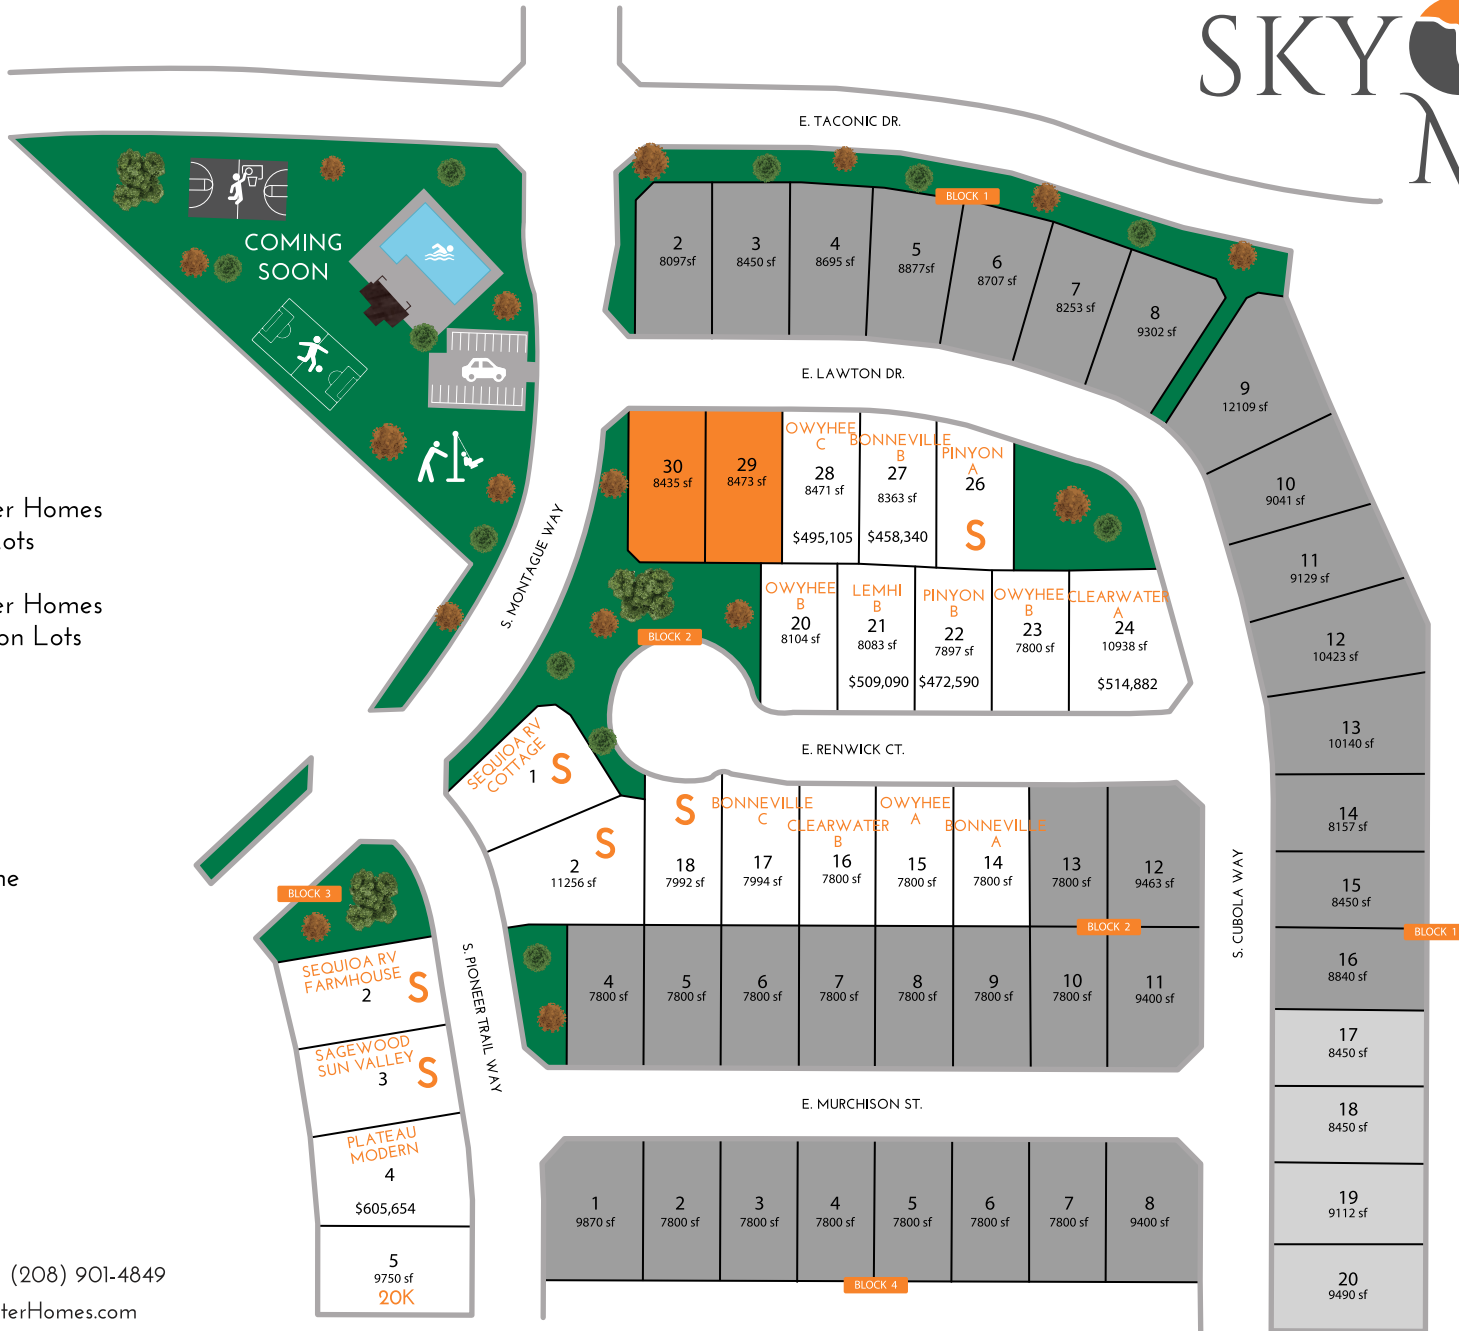 SKY
M
E. TACONIC DR.
BLOCK 1
COMING
SOON
2
8097sf
3
8450 sf
4
8695 sf
5
8877sf
6
8707 sf
7
8253 sf
8
9302 sf
9
12109 sf
10
9041 sf
11
9129 sf
12
10423 sf
13
10140 sf
14
8157 sf
15
8450 sf
BLOCK 1
16
8840 sf
17
8450 sf
18
8450 sf
19
9112 sf
20
9490 sf
E. LAWTON DR.
30
8435 sf
29
8473 sf
OWYHEE
C
28
8471 sf
$495,105
BONNEVILLE
B
27
8363 sf
$458,340
PINYON
A
26
S
S. MONTAGUE WAY
BLOCK 2
OWYHEE
B
20
8104 sf
LEMHI
B
21
8083 sf
$509,090
PINYON
B
22
7897 sf
$472,590
OWYHEE
B
23
7800 sf
CLEARWATER
A
24
10938 sf
$514,882
E. RENWICK CT.
er Homes
ots
er Homes
on Lots
ne
SEQUIOA RV
COTTAGE
1
S
S
2
11256 sf
S
18
7992 sf
BONNEVILLE
C
17
7994 sf
CLEARWATER
B
16
7800 sf
OWYHEE
A
15
7800 sf
BONNEVILLE
A
14
7800 sf
13
7800 sf
12
9463 sf
BLOCK 2
S. CUBOLA WAY
4
7800 sf
5
7800 sf
6
7800 sf
7
7800 sf
8
7800 sf
9
7800 sf
10
7800 sf
11
9400 sf
BLOCK 3
S. PIONEER TRAIL WAY
SEQUIOA RV
FARMHOUSE
2
S
SAGEWOOD
SUN VALLEY
3
S
PLATEAU
MODERN
4
$605,654
5
9750 sf
20K
E. MURCHISON ST.
1
9870 sf
2
7800 sf
3
7800 sf
4
7800 sf
5
7800 sf
6
7800 sf
7
7800 sf
8
9400 sf
BLOCK 4
(208) 901-4849
terHomes.com